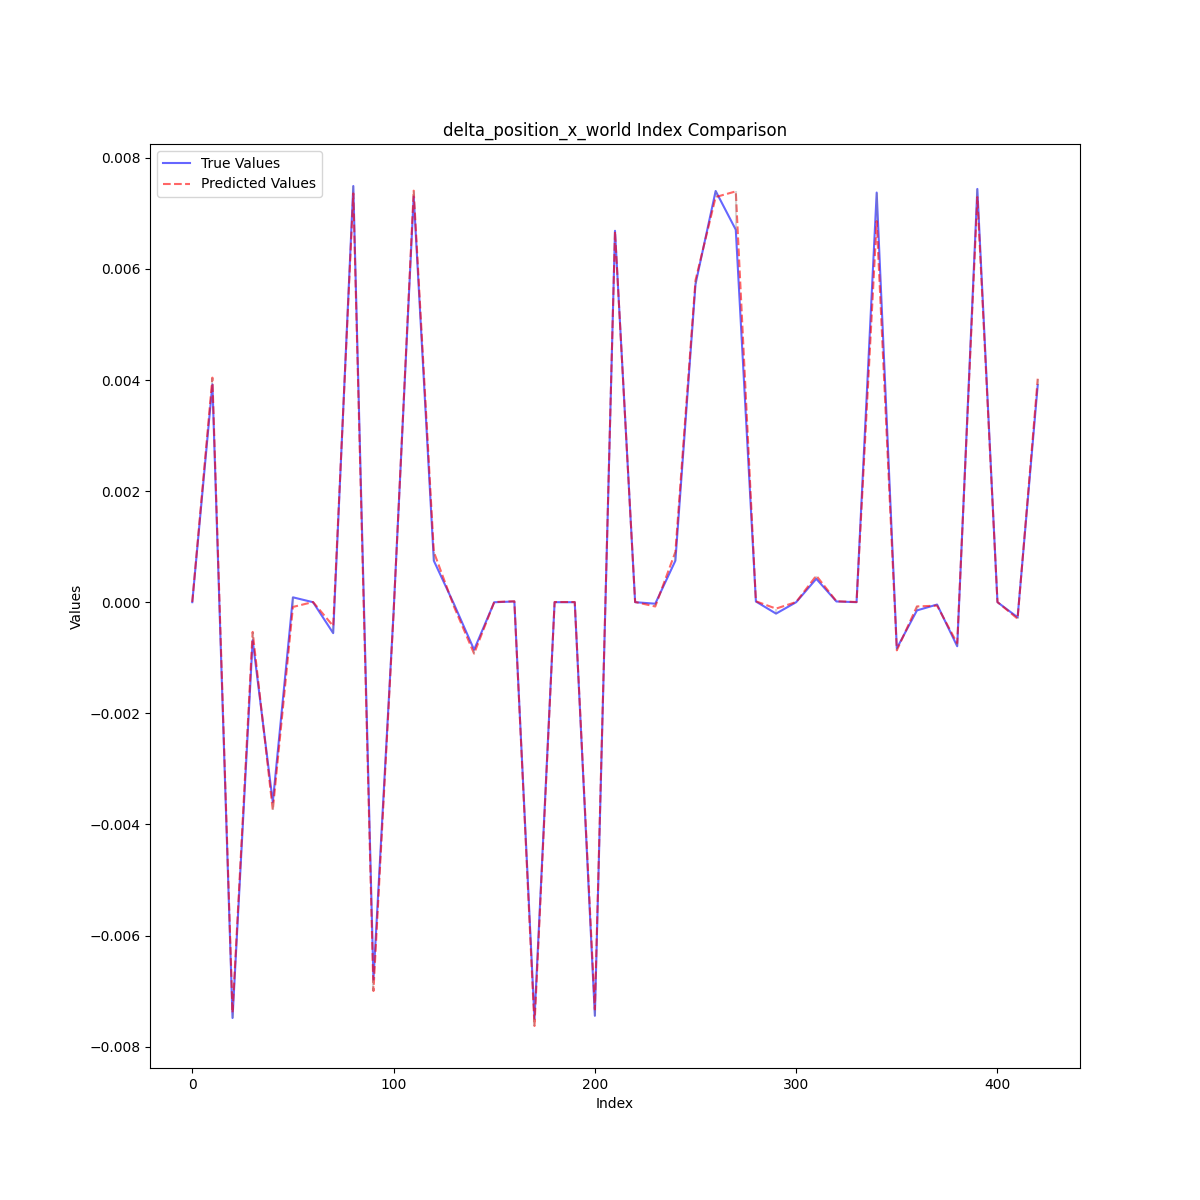 delta_position_x_world Index Comparison
True Values
Predicted Values
0.008
0.006
0.004
0.002
0.000
−0.002
−0.004
−0.006
−0.008
Values
0
100
200
300
400
Index